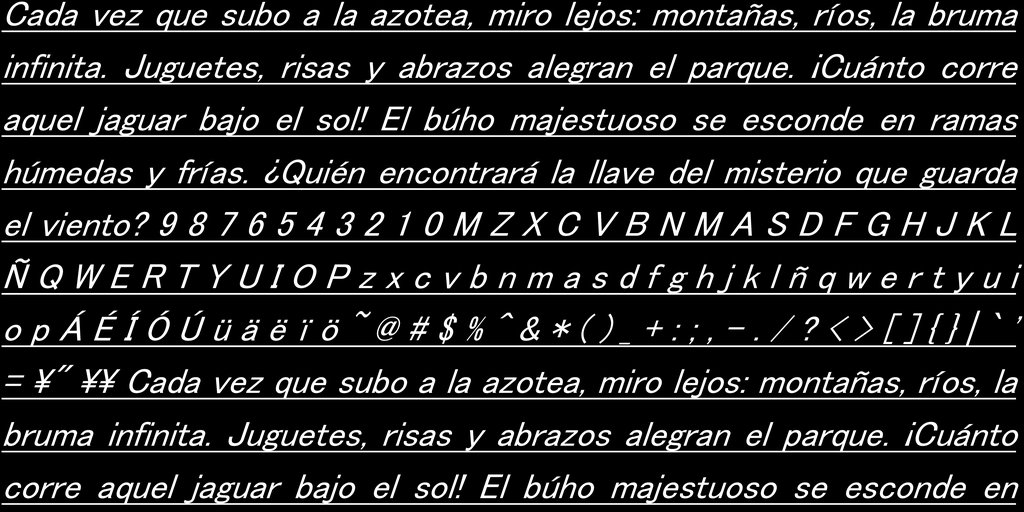 Cada vez que subo a la azotea, miro lejos: montañas, ríos, la bruma
infinita. Juguetes, risas y abrazos alegran el parque. ¡Cuánto corre
aquel jaguar bajo el sol! El búho majestuoso se esconde en ramas
húmedas y frías. ¿Quién encontrará la llave del misterio que guarda
el viento? 9 8 7 6 5 4 3 2 1 0 M Z X C V B N M A S D F G H J K L
Ñ Q W E R T Y U I O P z x c v b n m a s d f g h j k l ñ q w e r t y u i
o p Á É Í Ó Ú ü ä ë ï ö ~ @ # $ % ^ & * ( ) _ + : ; , - . / ? < > [ ] { } | ` '
= ¥ " ¥¥ Cada vez que subo a la azotea, miro lejos: montañas, ríos, la
bruma infinita. Juguetes, risas y abrazos alegran el parque. ¡Cuánto
corre aquel jaguar bajo el sol! El búho majestuoso se esconde en